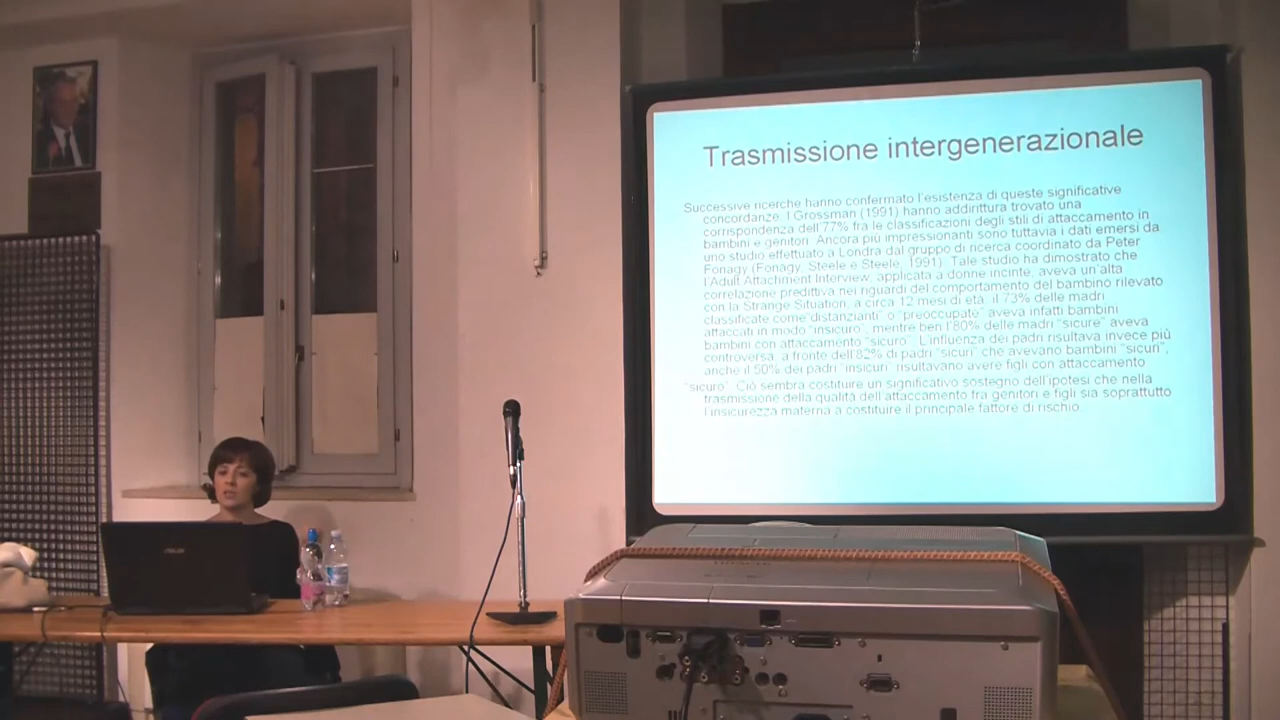 Trasmissione intergenerazionale
Successive ricerche hanno confermato l'esistenza di queste significative
concordanze. I Grossman (1991) hanno addirittura trovato una
corrispondenza dell'77% fra le classificazioni degli stili di attaccamento in
bambini e genitori. Ancora più impressionanti sono tuttavia i dati emersi da
uno studio effettuato a Londra dal gruppo di ricerca coordinato da Peter
Fonagy (Fonagy, Steele e Steele, 1991). Tale studio ha dimostrato che
l'Adult Attachment Interview, applicata a donne incinte, aveva un'alta
correlazione predittiva nei riguardi del comportamento del bambino rilevato
con la Strange Situation, a circa 12 mesi di età: il 73% delle madri
classificate come "distanzianti" o "preoccupate" aveva infatti bambini
attaccati in modo "insicuro", mentre ben l'80% delle madri "sicure" aveva
bambini con attaccamento "sicuro". L'influenza dei padri risultava invece più
controversa: a fronte dell'82% di padri "sicuri" che avevano bambini "sicuri",
anche il 50% dei padri "insicuri" risultavano avere figli con attaccamento
"sicuro". Ciò sembra costituire un significativo sostegno dell'ipotesi che nella
trasmissione della qualità dell'attaccamento fra genitori e figli sia soprattutto
l'insicurezza materna a costituire il principale fattore di rischio.
ASUS